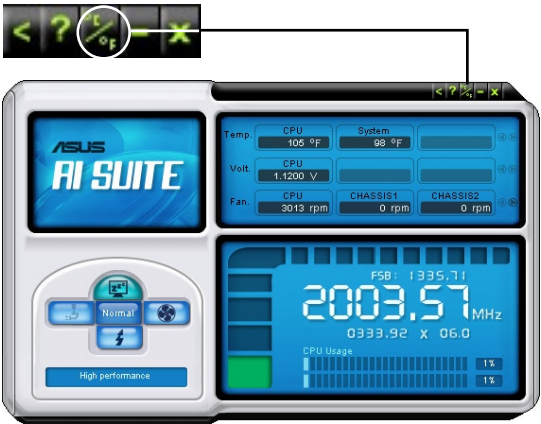 < ? °C/°F - x
< ? °C/°F - x
ASUS
AI SUITE
Temp. CPU 105 °F System 98 °F
Volt. CPU 1.1200 V
Fan. CPU 3013 rpm CHASSIS1 0 rpm CHASSIS2 0 rpm
FSB: 1335.71
2003.57 MHz
0333.92 X 06.0
CPU Usage
1%
1%
zzz
Normal
High performance